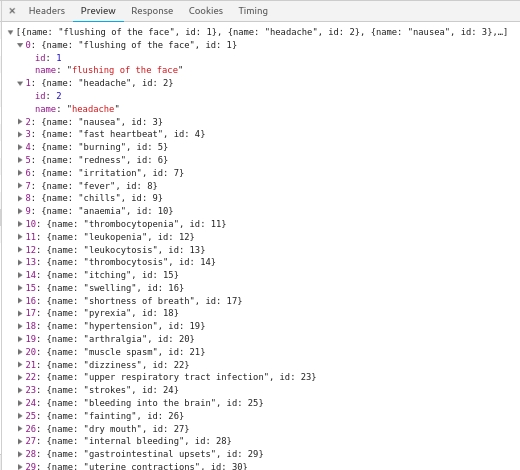 × Headers Preview Response Cookies Timing
▼[{name: "flushing of the face", id: 1}, {name: "headache", id: 2}, {name: "nausea", id: 3},…]
▼0: {name: "flushing of the face", id: 1}
id: 1
name: "flushing of the face"
▼1: {name: "headache", id: 2}
id: 2
name: "headache"
▶2: {name: "nausea", id: 3}
▶3: {name: "fast heartbeat", id: 4}
▶4: {name: "burning", id: 5}
▶5: {name: "redness", id: 6}
▶6: {name: "irritation", id: 7}
▶7: {name: "fever", id: 8}
▶8: {name: "chills", id: 9}
▶9: {name: "anaemia", id: 10}
▶10: {name: "thrombocytopenia", id: 11}
▶11: {name: "leukopenia", id: 12}
▶12: {name: "leukocytosis", id: 13}
▶13: {name: "thrombocytosis", id: 14}
▶14: {name: "itching", id: 15}
▶15: {name: "swelling", id: 16}
▶16: {name: "shortness of breath", id: 17}
▶17: {name: "pyrexia", id: 18}
▶18: {name: "hypertension", id: 19}
▶19: {name: "arthralgia", id: 20}
▶20: {name: "muscle spasm", id: 21}
▶21: {name: "dizziness", id: 22}
▶22: {name: "upper respiratory tract infection", id: 23}
▶23: {name: "strokes", id: 24}
▶24: {name: "bleeding into the brain", id: 25}
▶25: {name: "fainting", id: 26}
▶26: {name: "dry mouth", id: 27}
▶27: {name: "internal bleeding", id: 28}
▶28: {name: "gastrointestinal upsets", id: 29}
▶29: {name: "uterine contractions", id: 30}